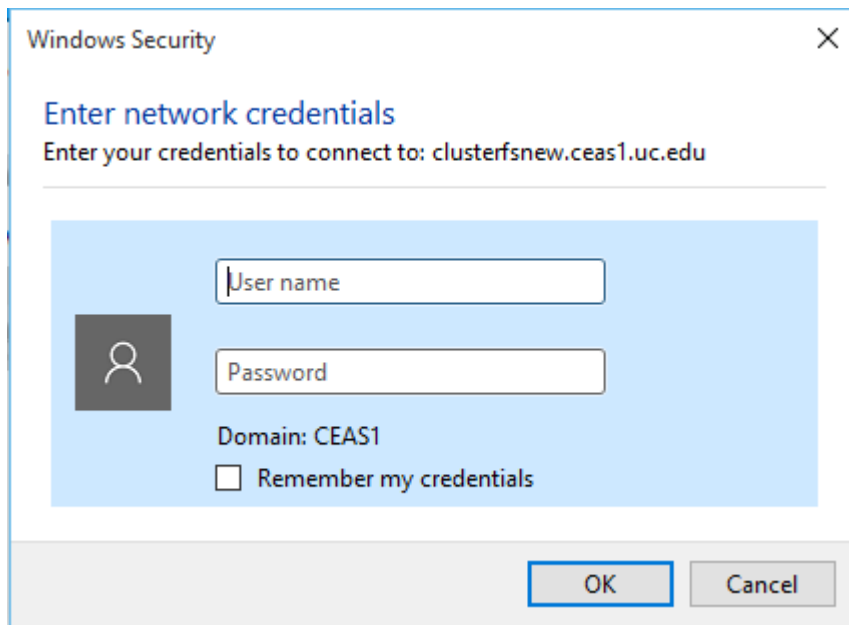 Windows Security
Enter network credentials
Enter your credentials to connect to: clusterfsnew.ceas1.uc.edu
User name
Password
Domain: CEAS1
Remember my credentials
OK
Cancel